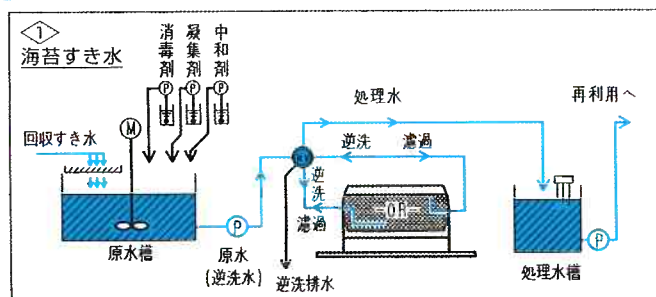 1
海苔すき水
消毒剤
凝集剤
中和剤
P
P
P
M
回収すき水
処理水
再利用へ
逆洗
濾過
逆洗
濾過
OR
P
原水槽
原水
(逆洗水)
逆洗排水
P
処理水槽